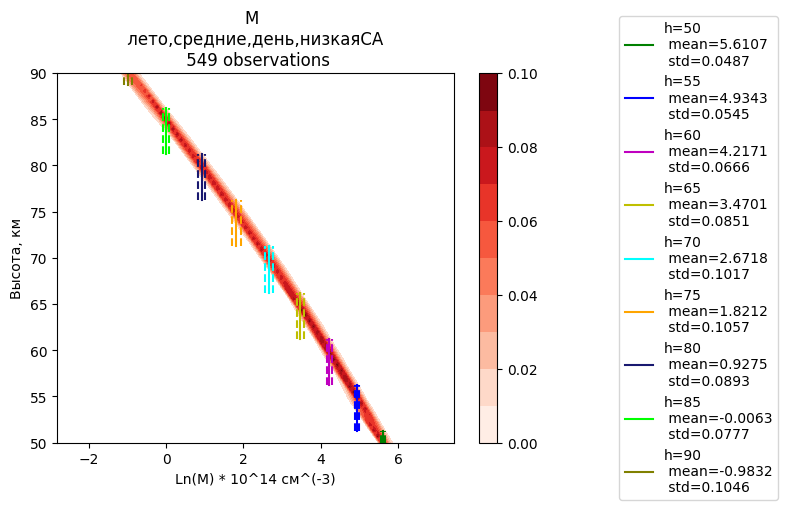 M
лето,средние,день,низкаяСА
549 observations
90
85
80
75
70
65
60
55
50
Высота, км
−2
0
2
4
6
Ln(M) * 10^14 см^(-3)
0.10
0.08
0.06
0.04
0.02
0.00
h=50
mean=5.6107
std=0.0487
h=55
mean=4.9343
std=0.0545
h=60
mean=4.2171
std=0.0666
h=65
mean=3.4701
std=0.0851
h=70
mean=2.6718
std=0.1017
h=75
mean=1.8212
std=0.1057
h=80
mean=0.9275
std=0.0893
h=85
mean=-0.0063
std=0.0777
h=90
mean=-0.9832
std=0.1046